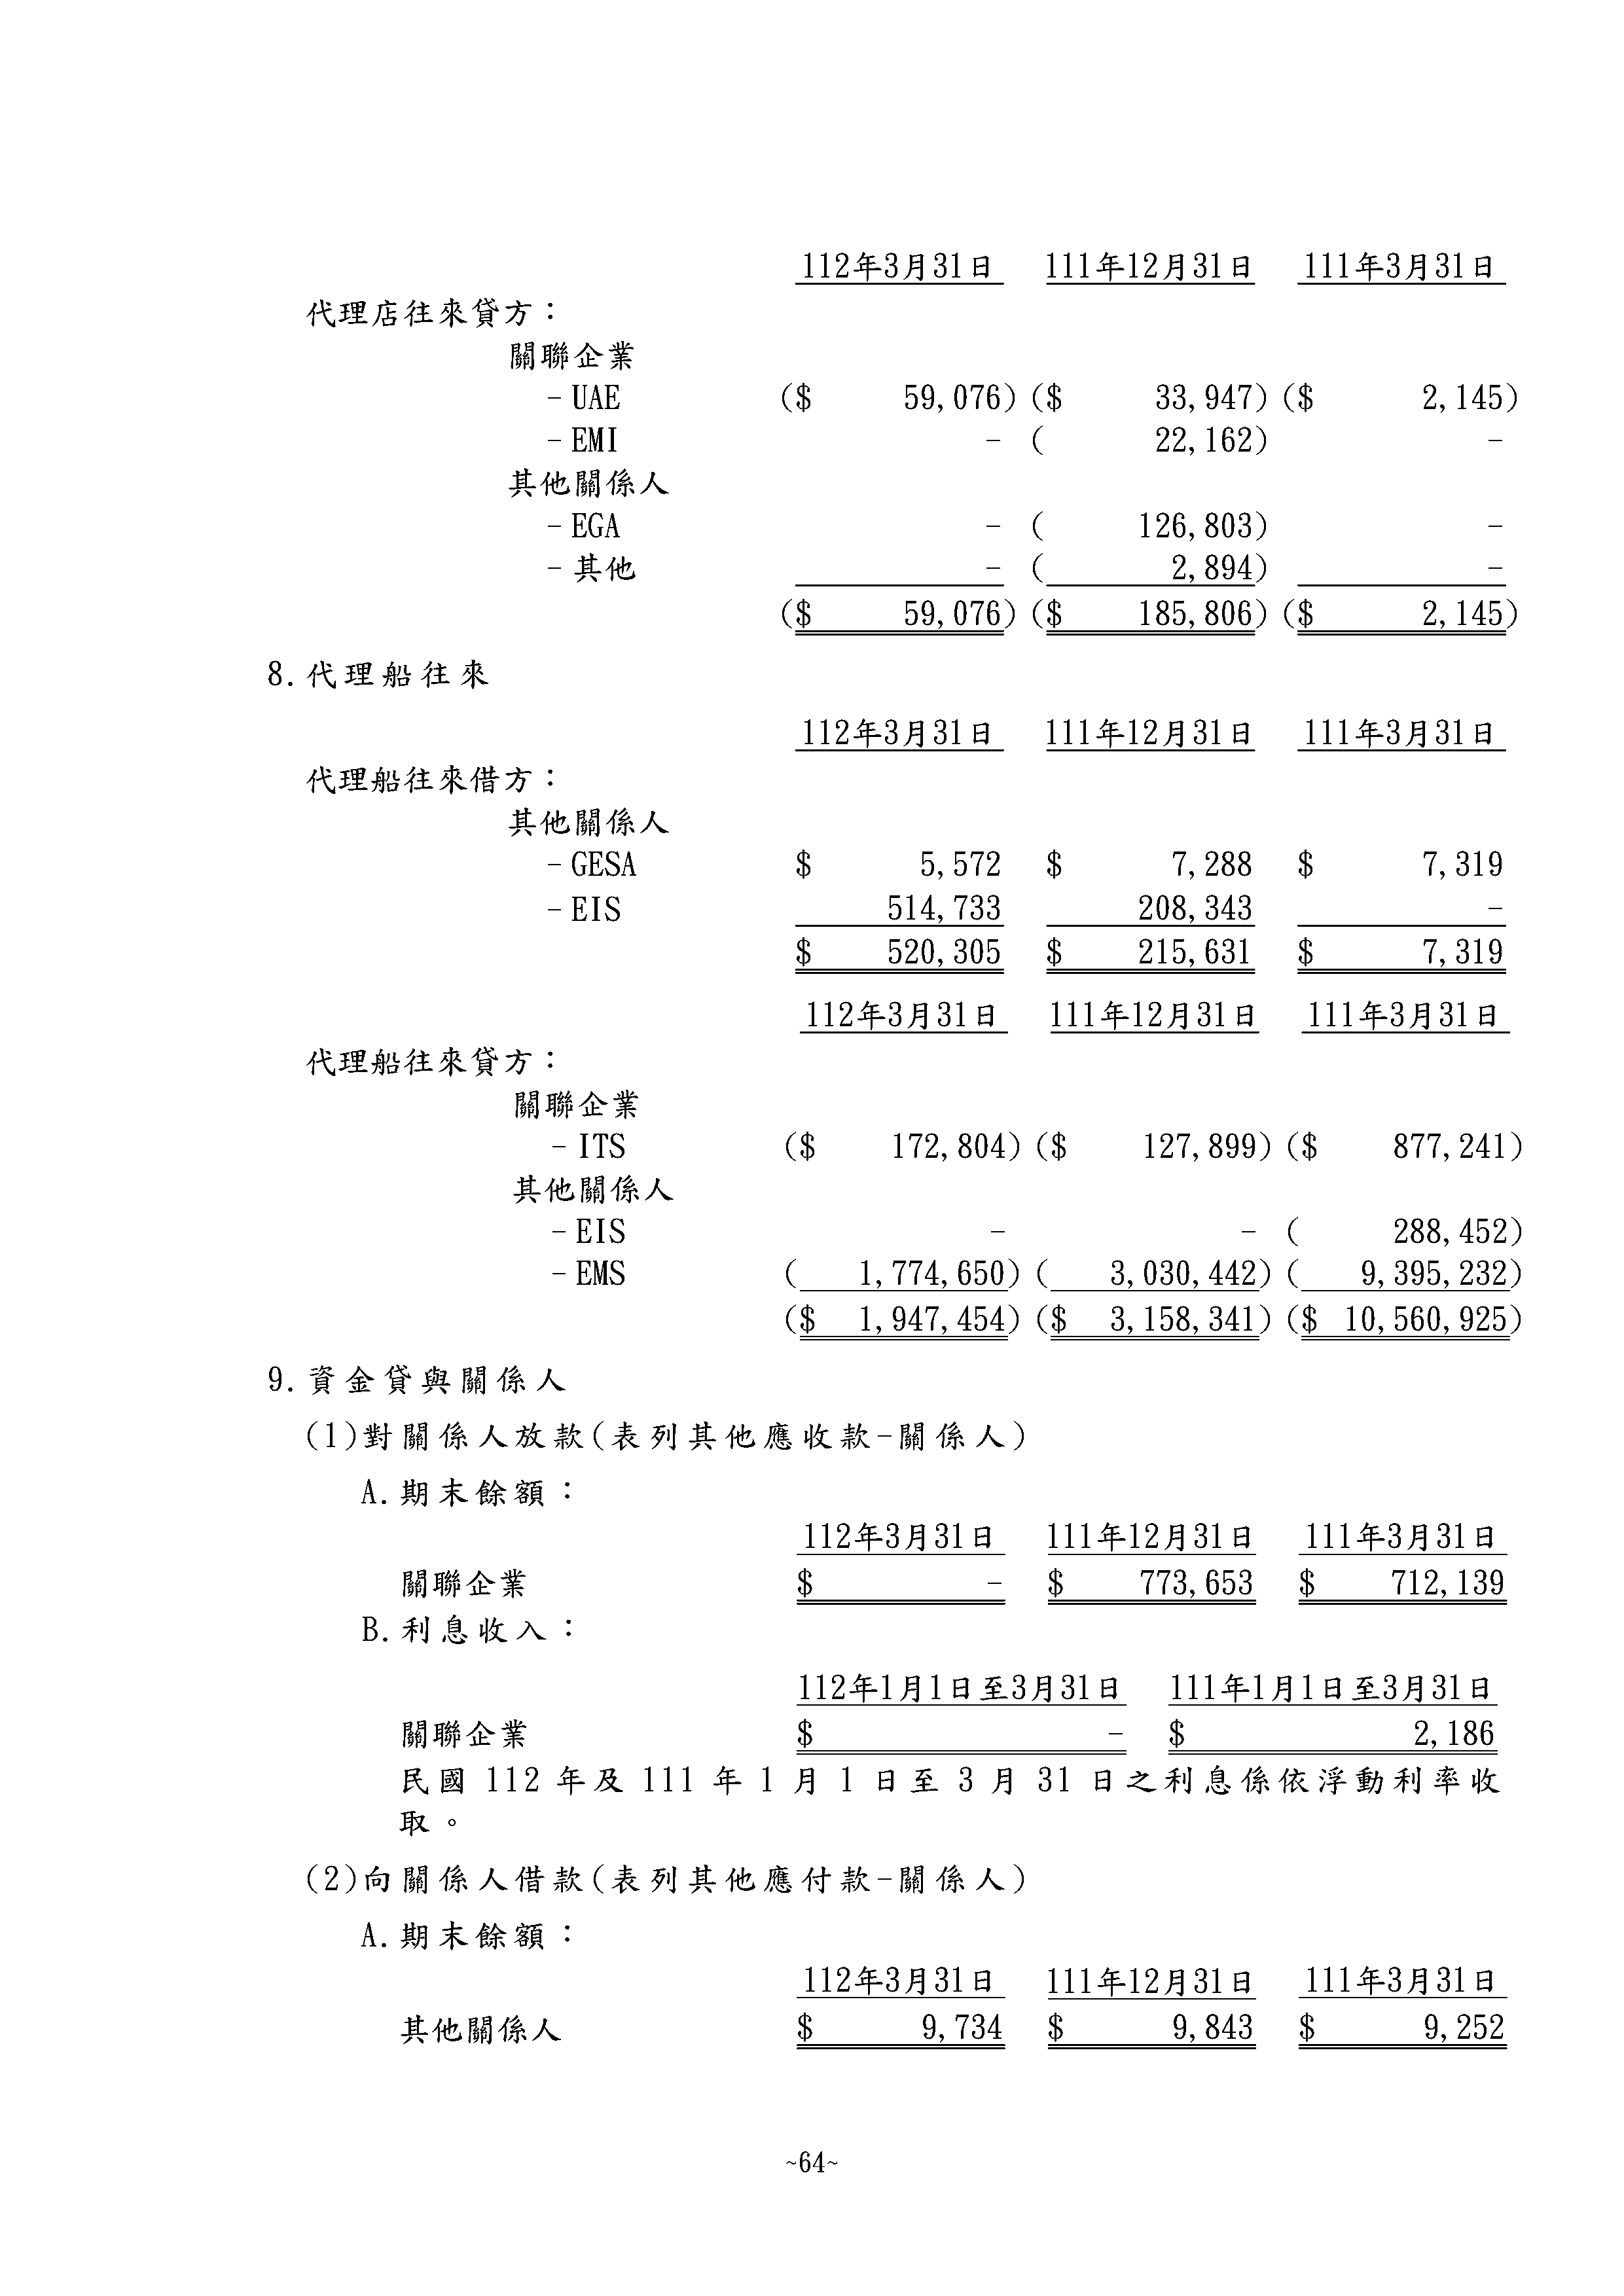 112年3月31日 111年12月31日 111年3月31日
代理店往來貸方：
關聯企業
-UAE ($ 59,076) ($ 33,947) ($ 2,145)
-EMI - ( 22,162) -
其他關係人
-EGA - ( 126,803) -
-其他 - ( 2,894) -
($ 59,076) ($ 185,806) ($ 2,145)
8.代理船往來
112年3月31日 111年12月31日 111年3月31日
代理船往來借方：
其他關係人
-GESA $ 5,572 $ 7,288 $ 7,319
-EIS 514,733 208,343 -
$ 520,305 $ 215,631 $ 7,319
112年3月31日 111年12月31日 111年3月31日
代理船往來貸方：
關聯企業
-ITS ($ 172,804) ($ 127,899) ($ 877,241)
其他關係人
-EIS - - ( 288,452)
-EMS ( 1,774,650) ( 3,030,442) ( 9,395,232)
($ 1,947,454) ($ 3,158,341) ($ 10,560,925)
9.資金貸與關係人
(1)對關係人放款(表列其他應收款-關係人)
A.期末餘額：
112年3月31日 111年12月31日 111年3月31日
關聯企業 $ - $ 773,653 $ 712,139
B.利息收入：
112年1月1日至3月31日 111年1月1日至3月31日
關聯企業 $ - $ 2,186
民國 112 年及 111 年 1 月 1 日至 3 月 31 日之利息係依浮動利率收
取。
(2)向關係人借款(表列其他應付款-關係人)
A.期末餘額：
112年3月31日 111年12月31日 111年3月31日
其他關係人 $ 9,734 $ 9,843 $ 9,252
~64~